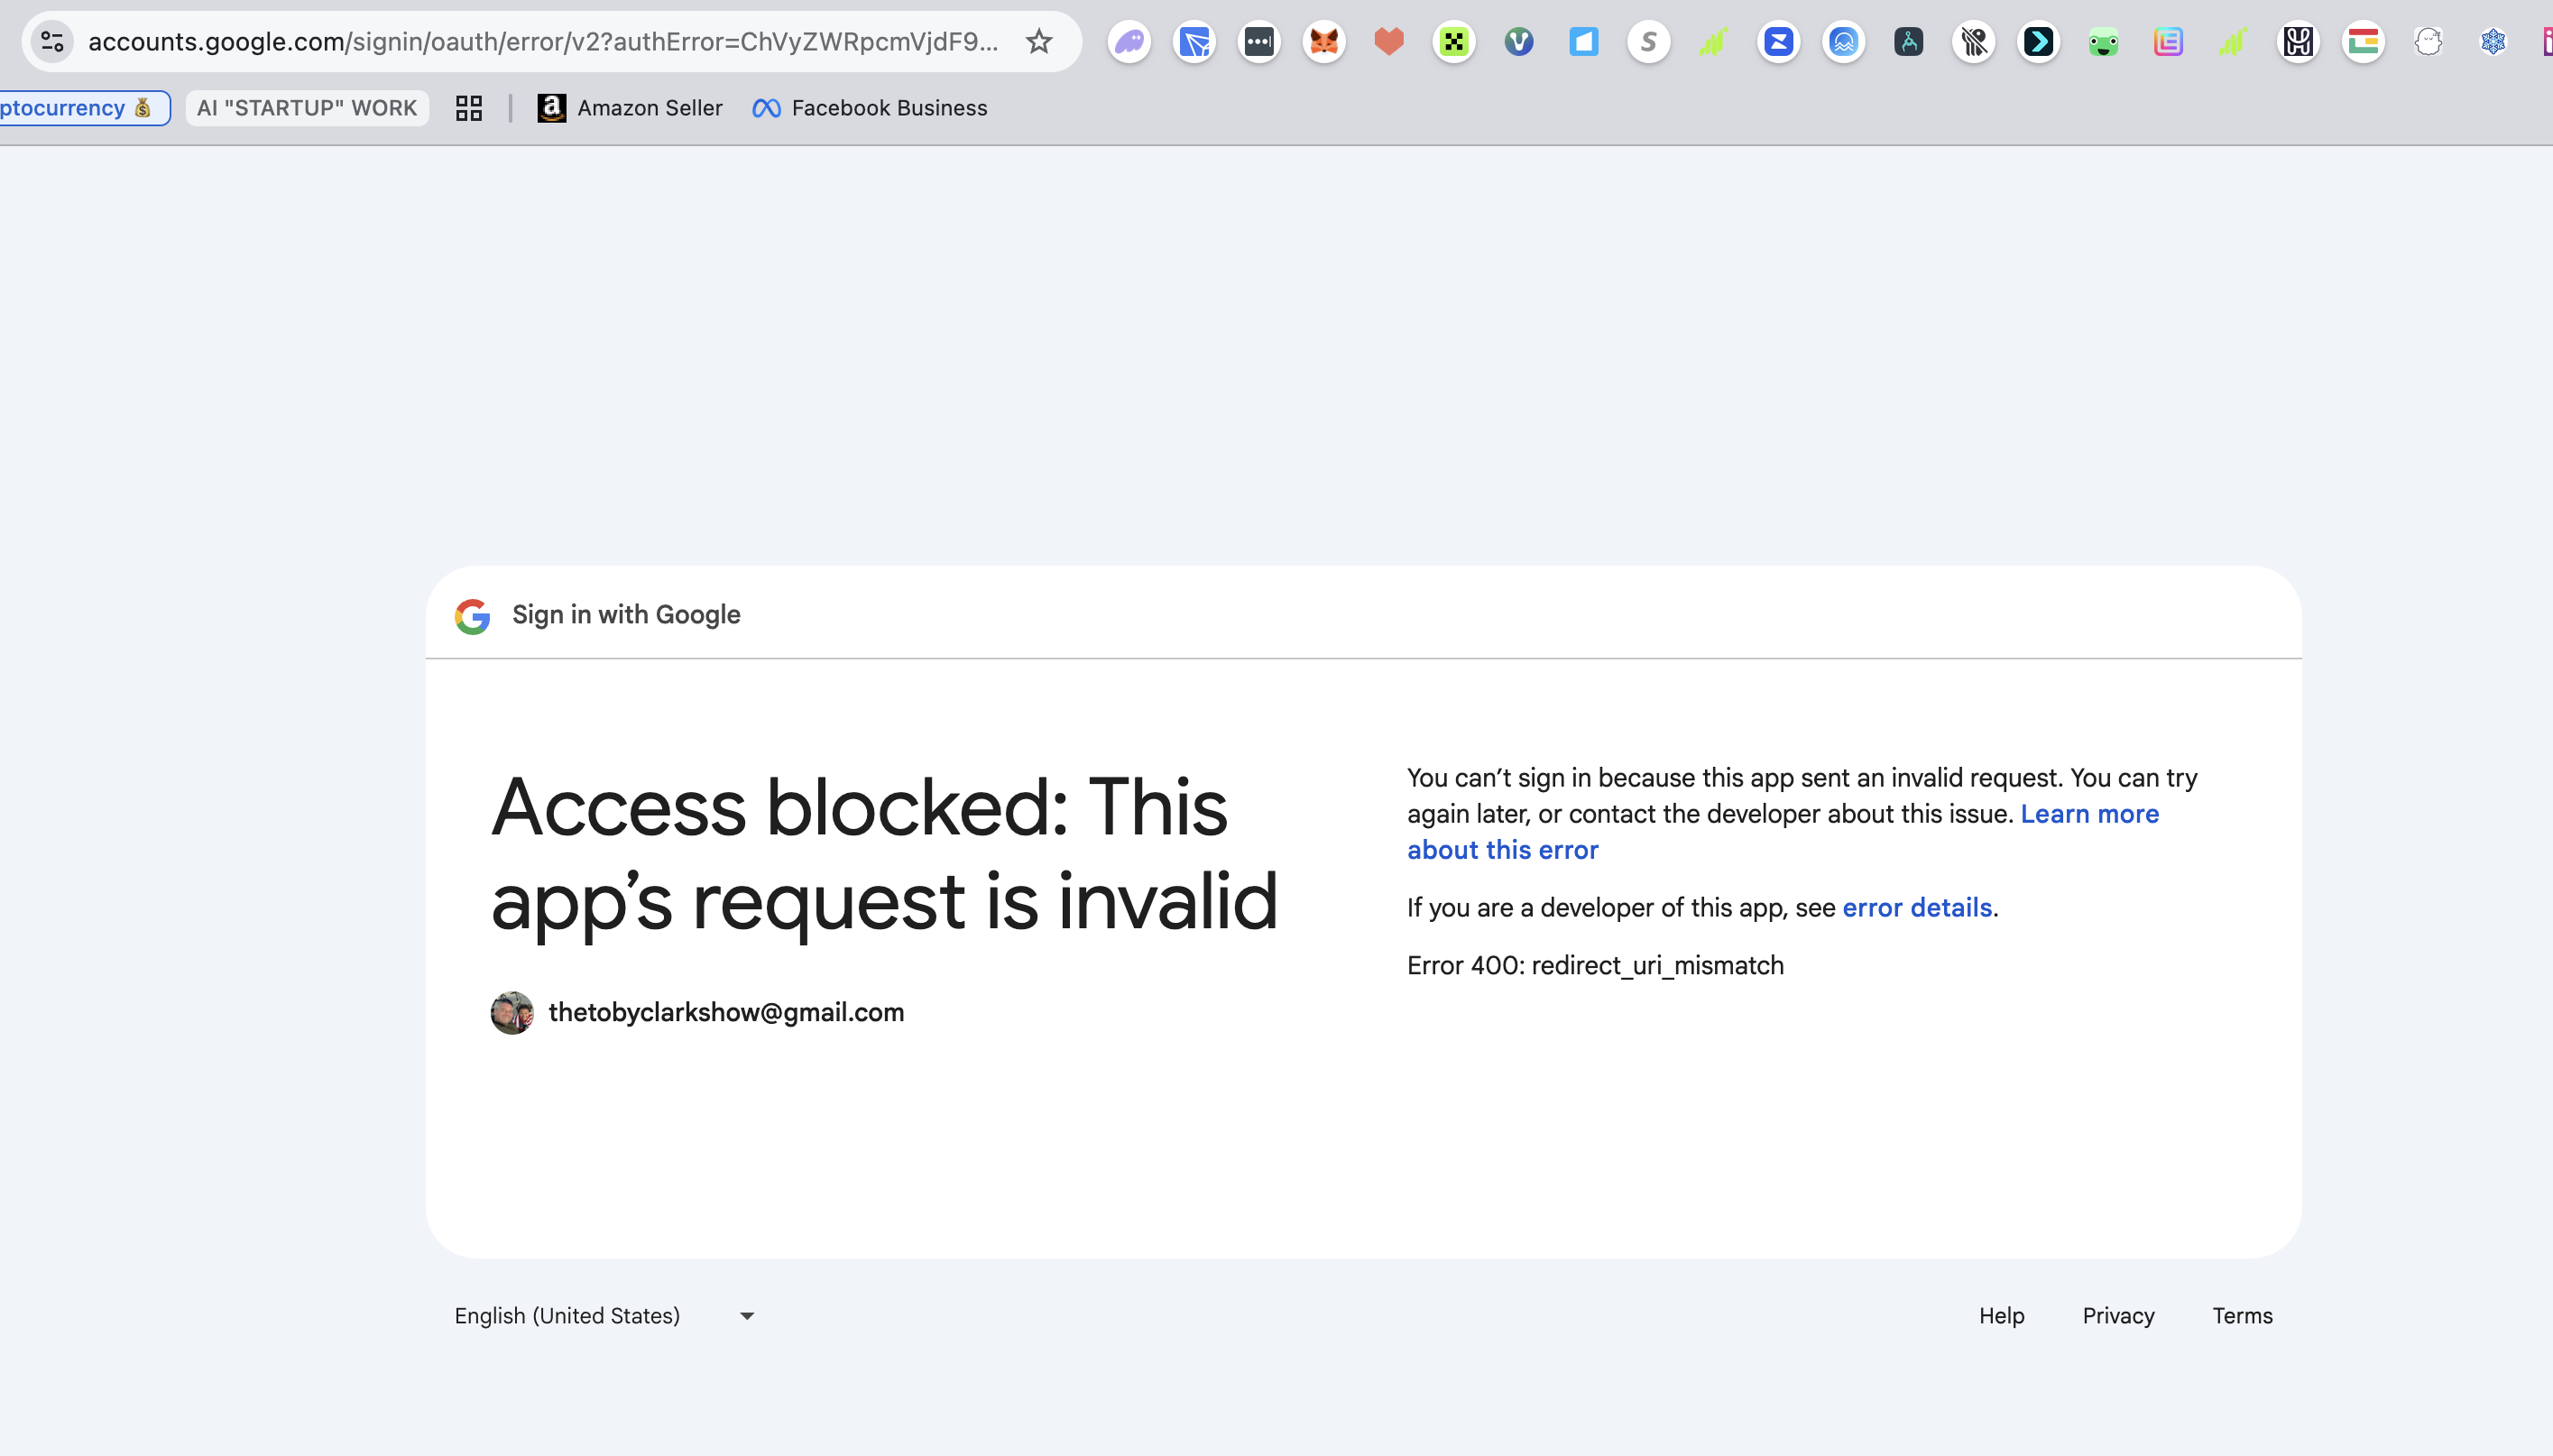 accounts.google.com/signin/oauth/error/v2?authError=ChVyZWRpcmVjdF9...
ptocurrency 💰 AI "STARTUP" WORK Amazon Seller Facebook Business
Sign in with Google
Access blocked: This
app’s request is invalid
thetobyclarkshow@gmail.com
You can’t sign in because this app sent an invalid request. You can try
again later, or contact the developer about this issue. Learn more
about this error
If you are a developer of this app, see error details.
Error 400: redirect_uri_mismatch
English (United States)
Help Privacy Terms